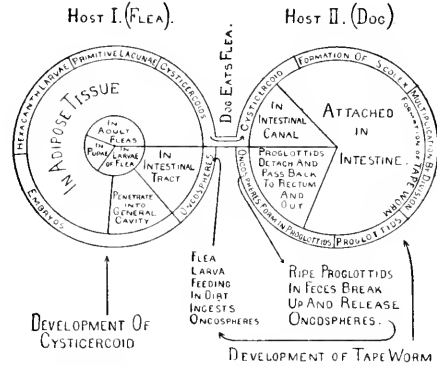 HOST I. (FLEA).
HOST II. (DOG)
DOG EATS FLEA.
HEXACANTH LARVAE
PRIMITIVE LACUNAE
CYSTICERCOIDS
ONCOSPHERES
EMBRYOS
IN ADIPOSE TISSUE
IN
ADULT
FLEAS
IN
PUPAE
IN
LARVAE
OF FLEA
IN
INTESTINAL
TRACT
PENETRATE
INTO
GENERAL
CAVITY
CYSTICERCOID
FORMATION OF SCOLEX
MULTIPLICATION BY DIVISION
FORMATION OF TAPE WORM
PROGLOTTIDS
ONCOSPHERES FORM IN PROGLOTTIDS
IN
INTESTINAL
CANAL
ATTACHED
IN
INTESTINE.
PROGLOTTIDS
DETACH AND
PASS BACK
TO RECTUM
AND
OUT
FLEA
LARVA
FEEDING
IN DIRT
INGESTS
ONCOSPHERES
RIPE PROGLOTTIDS
IN FECES BREAK
UP AND RELEASE
ONCOSPHERES.
DEVELOPMENT OF
CYSTICERCOID
DEVELOPMENT OF TAPE WORM